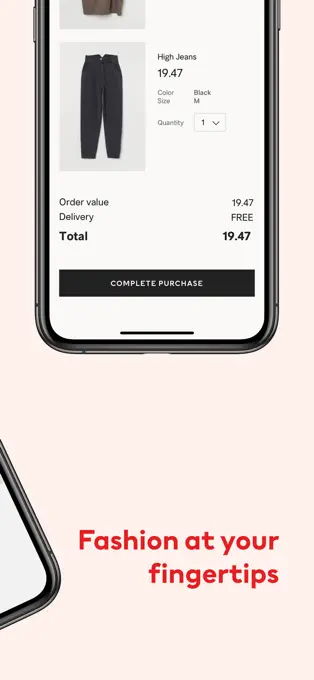 High Jeans
19.47
Color Black
Size M
Quantity 1
Order value 19.47
Delivery FREE
Total 19.47
COMPLETE PURCHASE
Fashion at your
fingertips